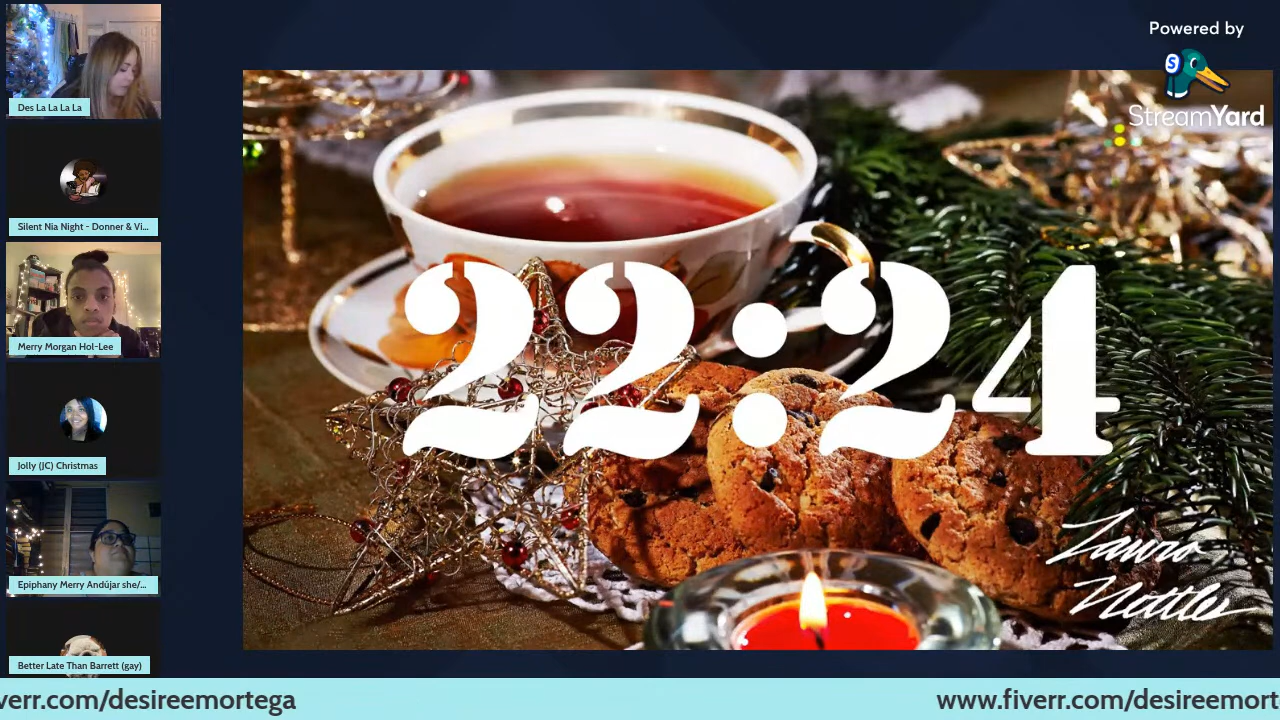 Powered by
StreamYard
Des La La La La
Silent Nia Night - Donner & Vi...
Merry Morgan Hol-Lee
Jolly (JC) Christmas
Epiphany Merry Andújar she/...
Better Late Than Barrett (gay)
22:24
Lauro
Nettles
verr.com/desireemortega
www.fiverr.com/desireemort